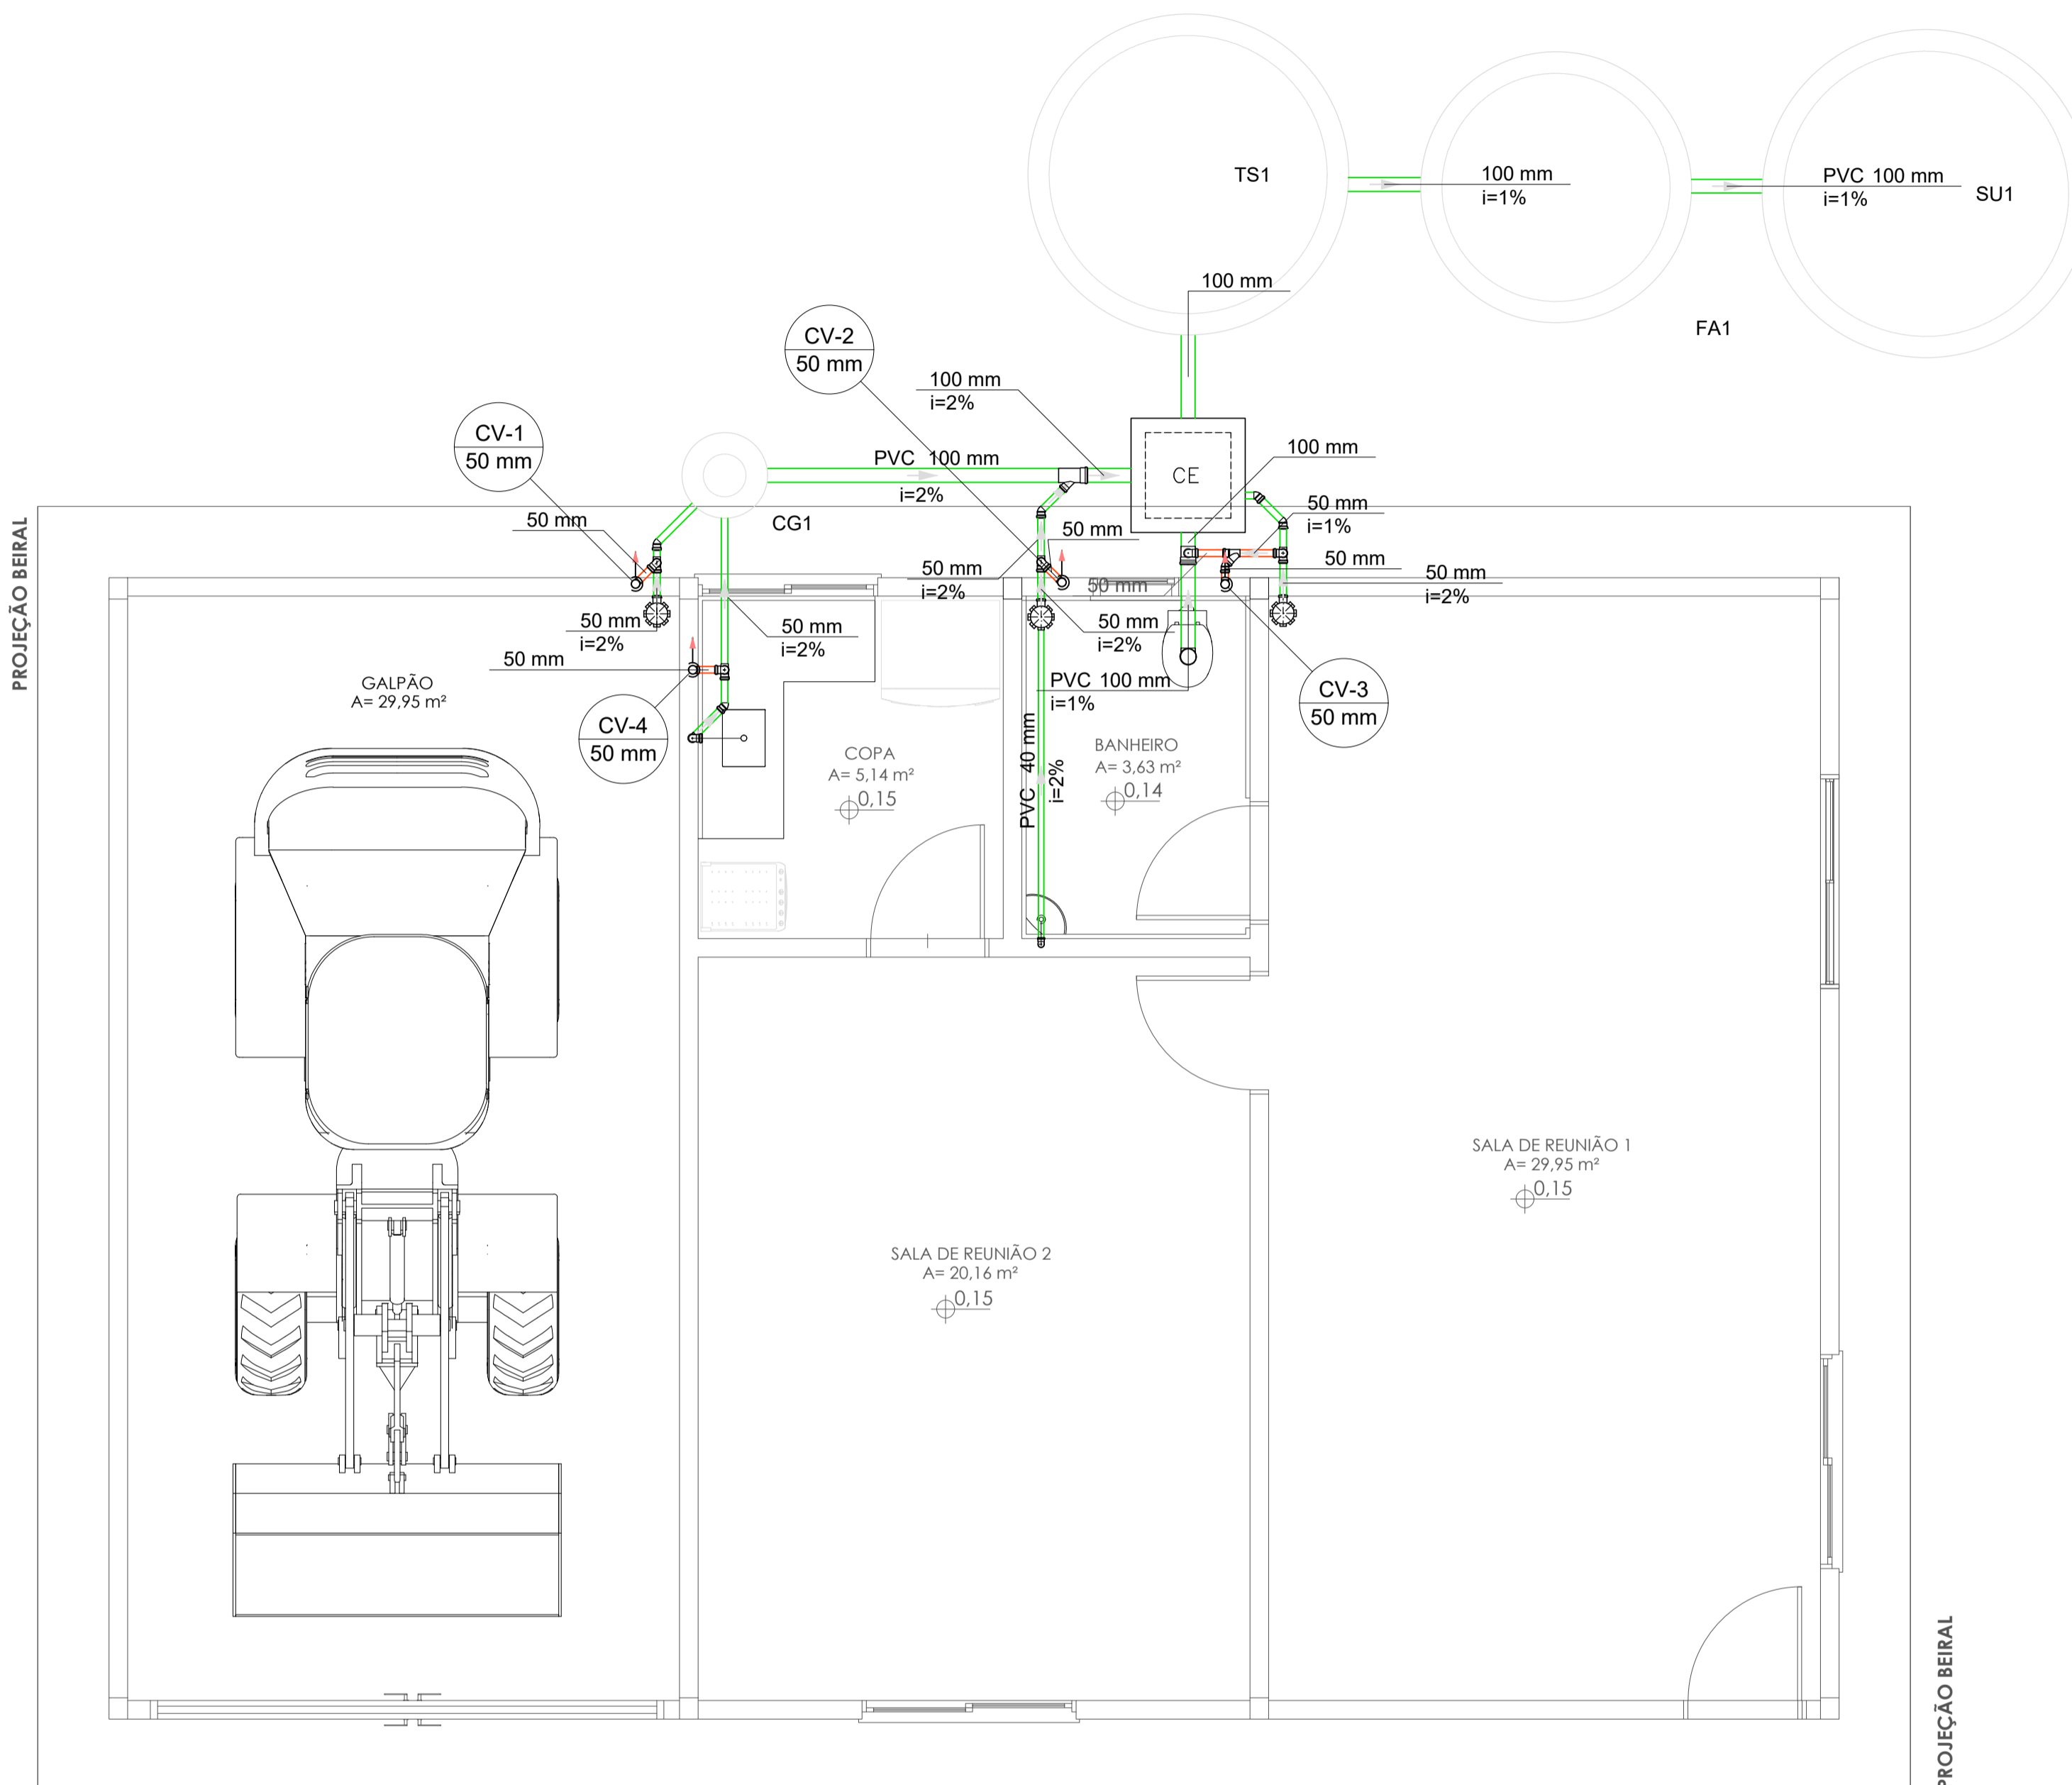 TS1
100 mm
i=1%
PVC 100 mm
i=1%
SU1
FA1
100 mm
CV-2
50 mm
100 mm
i=2%
CV-1
50 mm
PVC 100 mm
i=2%
CE
100 mm
CG1
50 mm
50 mm
50 mm
i=1%
50 mm
50 mm
i=2%
50 mm
50 mm
i=2%
50 mm
i=2%
50 mm
i=2%
50 mm
i=2%
50 mm
PVC 100 mm
i=1%
CV-3
50 mm
CV-4
50 mm
PVC 40 mm
i=2%
PROJEÇÃO BEIRAL
GALPÃO
A= 29,95 m²
COPA
A= 5,14 m²
0,15
BANHEIRO
A= 3,63 m²
0,14
SALA DE REUNIÃO 1
A= 29,95 m²
0,15
SALA DE REUNIÃO 2
A= 20,16 m²
0,15
PROJEÇÃO BEIRAL